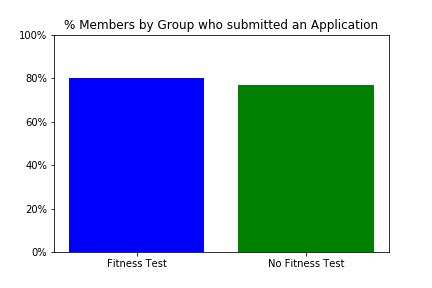 % Members by Group who submitted an Application
100%
80%
60%
40%
20%
0%
Fitness Test
No Fitness Test